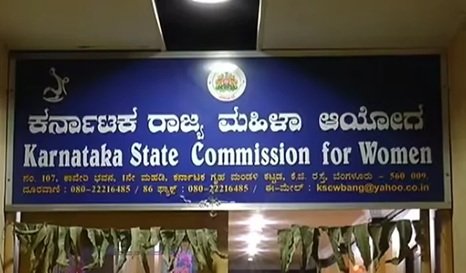 ಕರ್ನಾಟಕ ರಾಜ್ಯ ಮಹಿಳಾ ಆಯೋಗ
Karnataka State Commission for Women
ನಂ. 107, ಕಾವೇರಿ ಭವನ, 1ನೇ ಮಹಡಿ, ಕರ್ನಾಟಕ ಗೃಹ ಮಂಡಳಿ ಕಟ್ಟಡ, ಕೆ.ಜಿ. ರಸ್ತೆ, ಬೆಂಗಳೂರು - 560 009.
ದೂರವಾಣಿ : 080-22216485 / 86 ಫ್ಯಾಕ್ಸ್ : 080-22216485 / ಈ-ಮೇಲ್ : kscwbang@yahoo.co.in